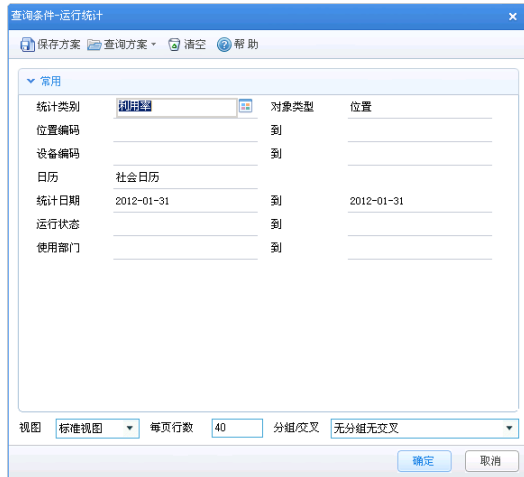 查询条件-运行统计
保存方案 查询方案 清空 帮助
常用
统计类别 利用率 对象类型 位置
位置编码 到
设备编码 到
日历 社会日历
统计日期 2012-01-31 到 2012-01-31
运行状态 到
使用部门 到
视图 标准视图 每页行数 40 分组/交叉 无分组无交叉
确定 取消